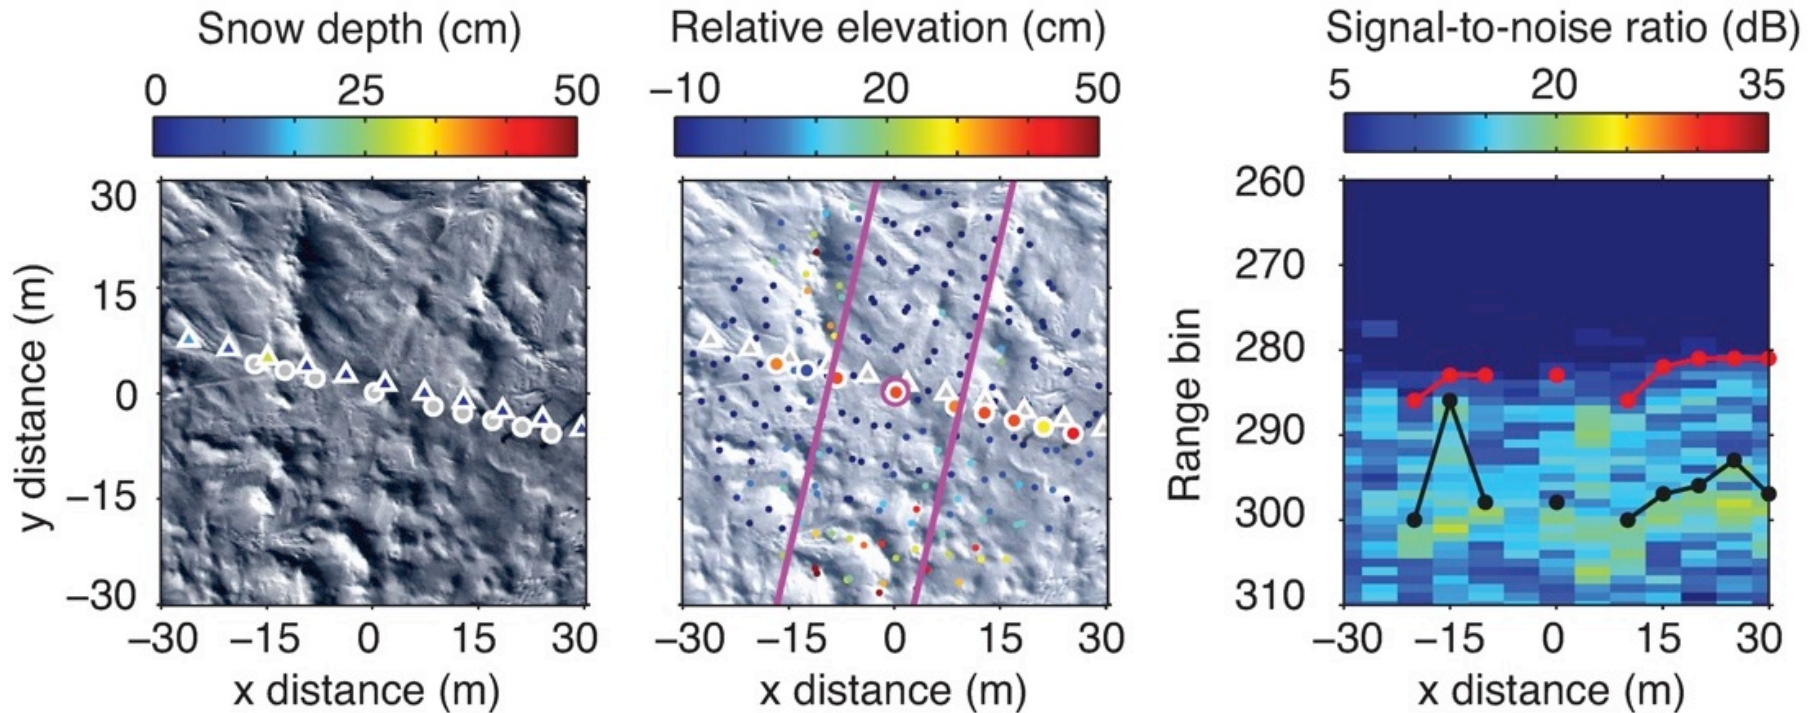 Snow depth (cm)
0 25 50
30
15
0
−15
−30
y distance (m)
−30 −15 0 15 30
x distance (m)
Relative elevation (cm)
−10 20 50
−30 −15 0 15 30
x distance (m)
Signal-to-noise ratio (dB)
5 20 35
260
270
280
290
300
310
Range bin
−30 −15 0 15 30
x distance (m)